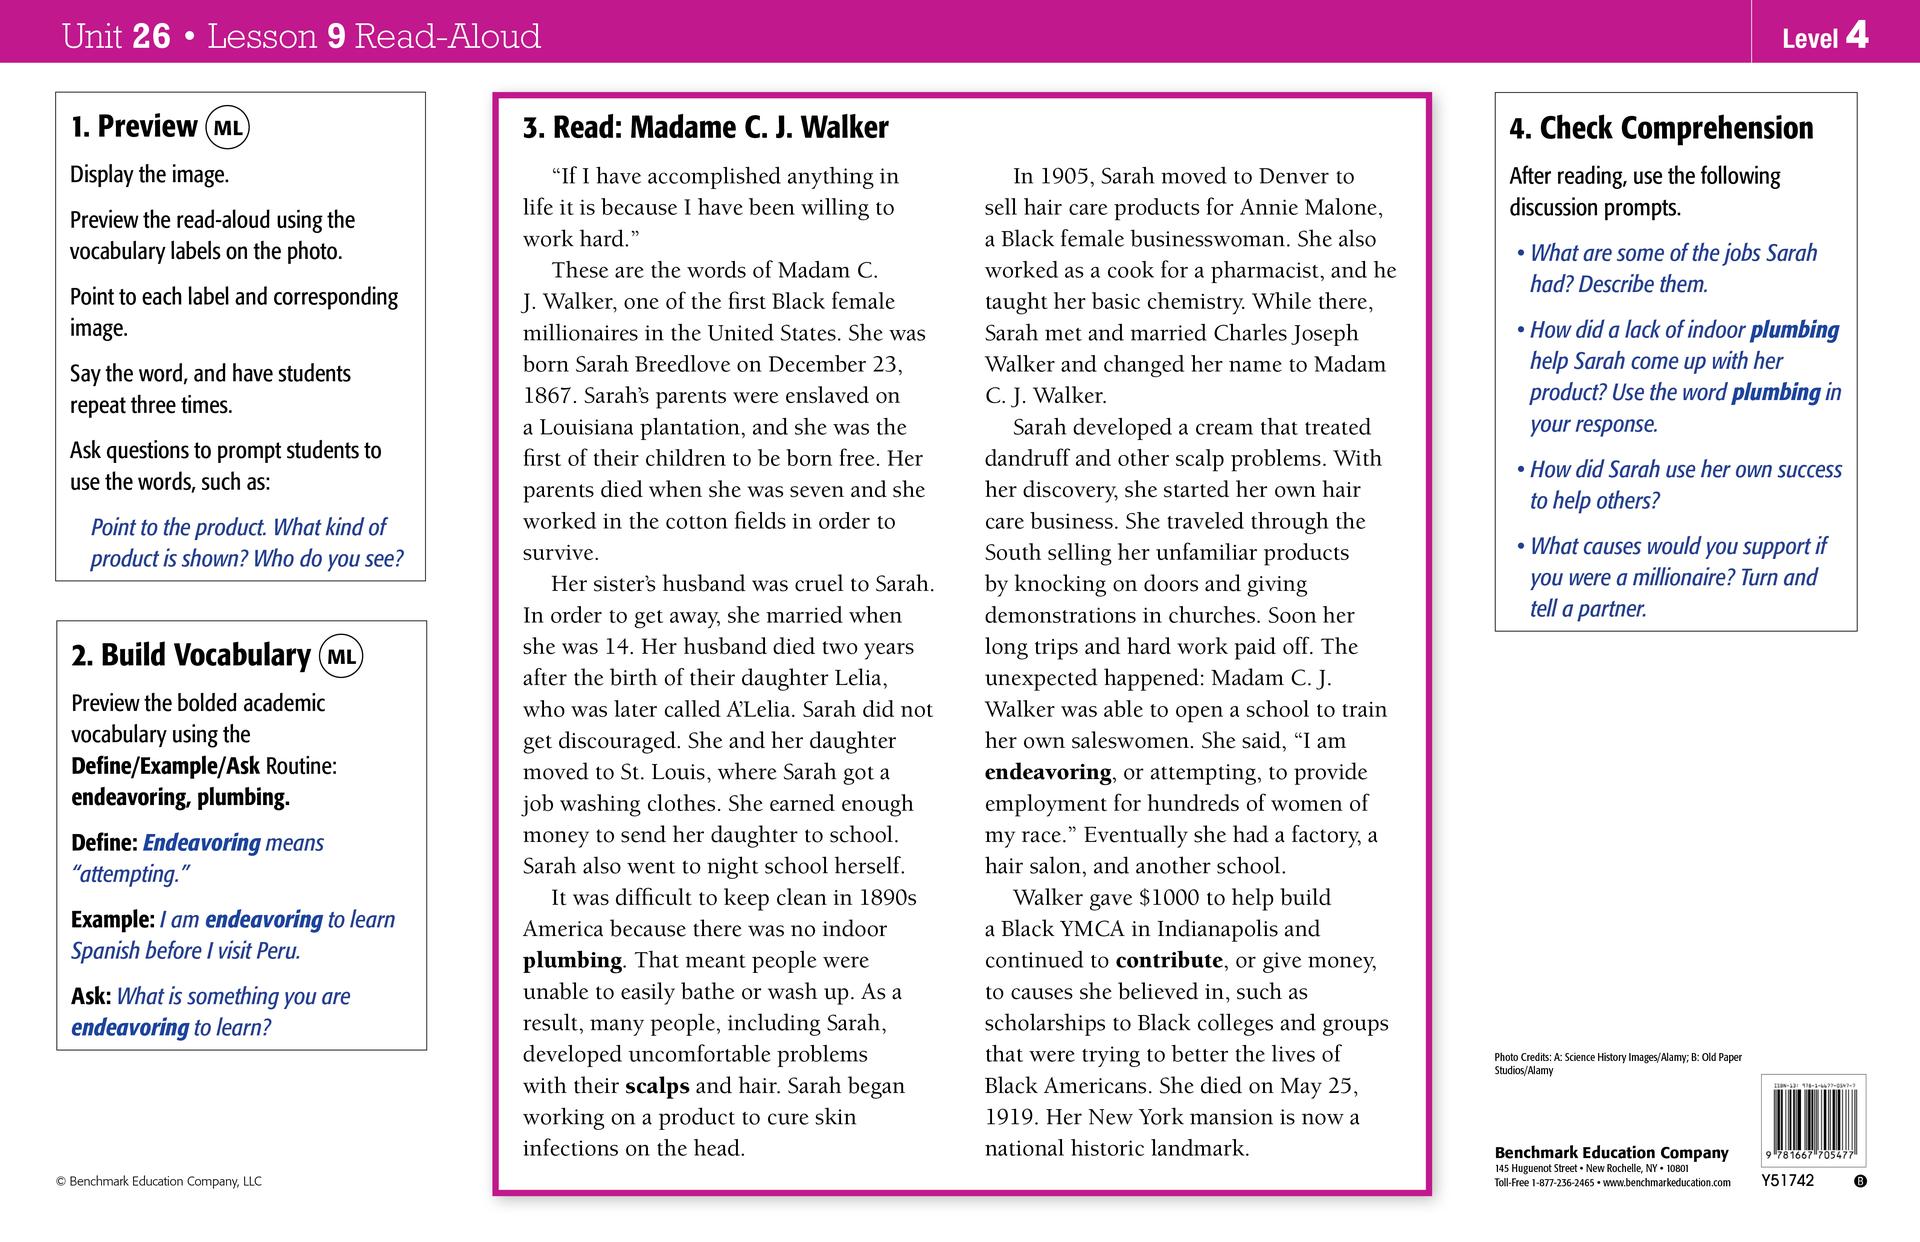 Unit 26 • Lesson 9 Read-Aloud
Level 4
1. Preview ML
Display the image.
Preview the read-aloud using the
vocabulary labels on the photo.
Point to each label and corresponding
image.
Say the word, and have students
repeat three times.
Ask questions to prompt students to
use the words, such as:
Point to the product. What kind of
product is shown? Who do you see?
2. Build Vocabulary ML
Preview the bolded academic
vocabulary using the
Define/Example/Ask Routine:
endeavoring, plumbing.
Define: Endeavoring means
“attempting.”
Example: I am endeavoring to learn
Spanish before I visit Peru.
Ask: What is something you are
endeavoring to learn?
© Benchmark Education Company, LLC
3. Read: Madame C. J. Walker
“If I have accomplished anything in
life it is because I have been willing to
work hard.”
These are the words of Madam C.
J. Walker, one of the first Black female
millionaires in the United States. She was
born Sarah Breedlove on December 23,
1867. Sarah’s parents were enslaved on
a Louisiana plantation, and she was the
first of their children to be born free. Her
parents died when she was seven and she
worked in the cotton fields in order to
survive.
Her sister’s husband was cruel to Sarah.
In order to get away, she married when
she was 14. Her husband died two years
after the birth of their daughter Lelia,
who was later called A’Lelia. Sarah did not
get discouraged. She and her daughter
moved to St. Louis, where Sarah got a
job washing clothes. She earned enough
money to send her daughter to school.
Sarah also went to night school herself.
It was difficult to keep clean in 1890s
America because there was no indoor
plumbing. That meant people were
unable to easily bathe or wash up. As a
result, many people, including Sarah,
developed uncomfortable problems
with their scalps and hair. Sarah began
working on a product to cure skin
infections on the head.
In 1905, Sarah moved to Denver to
sell hair care products for Annie Malone,
a Black female businesswoman. She also
worked as a cook for a pharmacist, and he
taught her basic chemistry. While there,
Sarah met and married Charles Joseph
Walker and changed her name to Madam
C. J. Walker.
Sarah developed a cream that treated
dandruff and other scalp problems. With
her discovery, she started her own hair
care business. She traveled through the
South selling her unfamiliar products
by knocking on doors and giving
demonstrations in churches. Soon her
long trips and hard work paid off. The
unexpected happened: Madam C. J.
Walker was able to open a school to train
her own saleswomen. She said, “I am
endeavoring, or attempting, to provide
employment for hundreds of women of
my race.” Eventually she had a factory, a
hair salon, and another school.
Walker gave $1000 to help build
a Black YMCA in Indianapolis and
continued to contribute, or give money,
to causes she believed in, such as
scholarships to Black colleges and groups
that were trying to better the lives of
Black Americans. She died on May 25,
1919. Her New York mansion is now a
national historic landmark.
4. Check Comprehension
After reading, use the following
discussion prompts.
• What are some of the jobs Sarah
had? Describe them.
• How did a lack of indoor plumbing
help Sarah come up with her
product? Use the word plumbing in
your response.
• How did Sarah use her own success
to help others?
• What causes would you support if
you were a millionaire? Turn and
tell a partner.
Photo Credits: A: Science History Images/Alamy; B: Old Paper
Studios/Alamy
Benchmark Education Company
145 Huguenot Street • New Rochelle, NY • 10801
Toll-Free 1-877-236-2465 • www.benchmarkeducation.com
ISBN-13: 978-1-6677-0547-7
9 781667 705477
Y51742
B